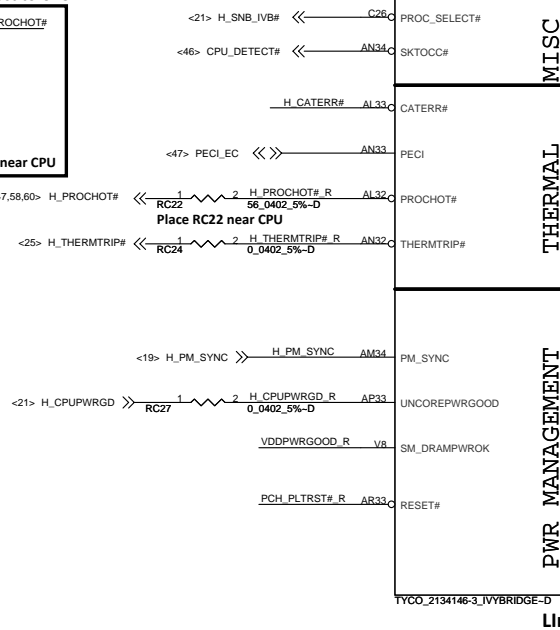 ROCHOT#
near CPU
<21> H_SNB_IVB#
C26
PROC_SELECT#
<46> CPU_DETECT#
AN34
SKTOCC#
MISC
H_CATERR#
AL33
CATERR#
<47> PECI_EC
AN33
PECI
7,58,60> H_PROCHOT#
1
2
H_PROCHOT#_R
AL32
PROCHOT#
RC22
56_0402_5%~D
Place RC22 near CPU
<25> H_THERMTRIP#
1
2
H_THERMTRIP#_R
AN32
THERMTRIP#
RC24
0_0402_5%~D
THERMAL
<19> H_PM_SYNC
H_PM_SYNC
AM34
PM_SYNC
<21> H_CPUPWRGD
1
2
H_CPUPWRGD_R
AP33
UNCOREPWRGOOD
RC27
0_0402_5%~D
VDDPWRGOOD_R
V8
SM_DRAMPWROK
PCH_PLTRST#_R
AR33
RESET#
PWR MANAGEMENT
TYCO_2134146-3_IVYBRIDGE~D